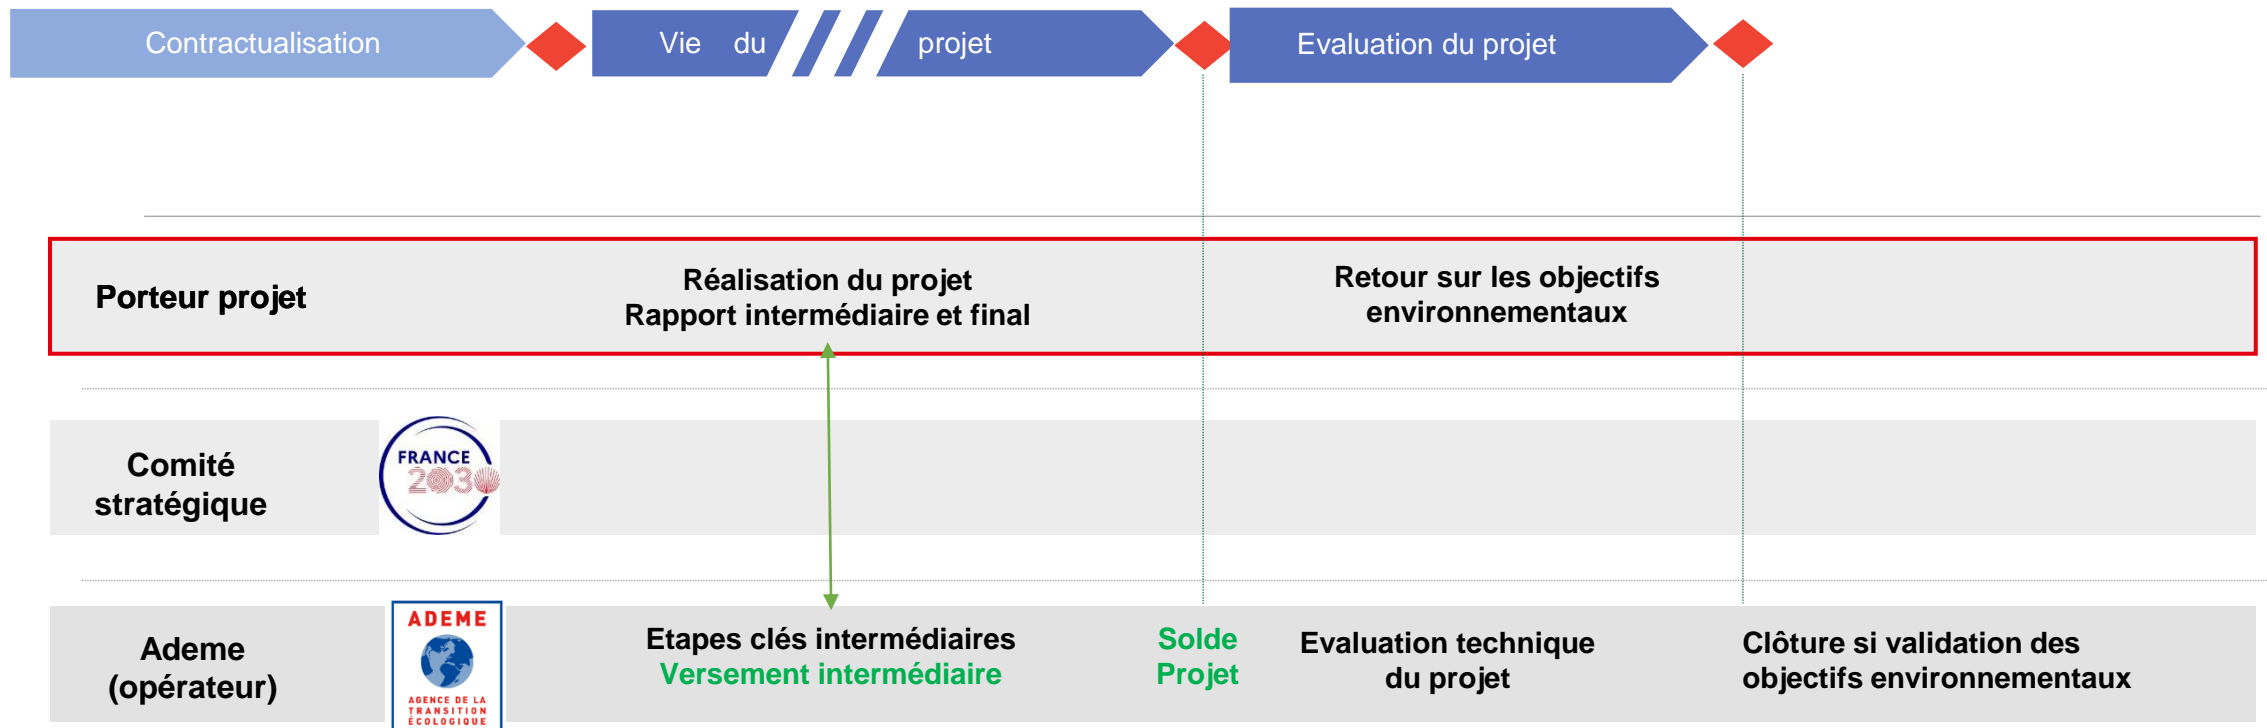 Contractualisation
Vie du projet
Evaluation du projet
Porteur projet
Réalisation du projet
Rapport intermédiaire et final
Retour sur les objectifs
environnementaux
Comité
stratégique
FRANCE
2030
Ademe
(opérateur)
ADEME
AGENCE DE LA
TRANSITION
ÉCOLOGIQUE
Etapes clés intermédiaires
Versement intermédiaire
Solde
Projet
Evaluation technique
du projet
Clôture si validation des
objectifs environnementaux